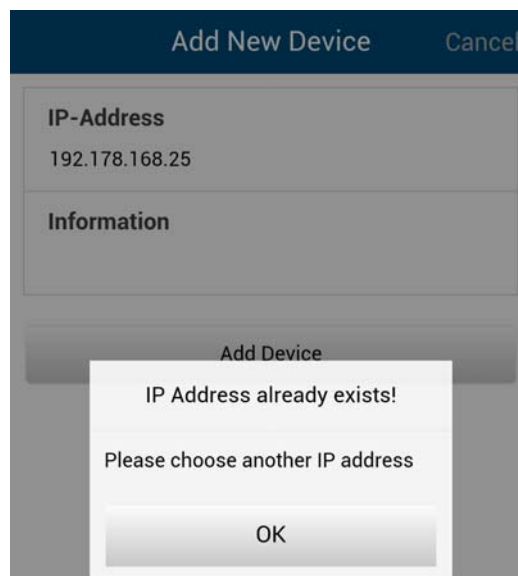 Add New Device Cancel
IP-Address
192.178.168.25
Information
Add Device
IP Address already exists!
Please choose another IP address
OK